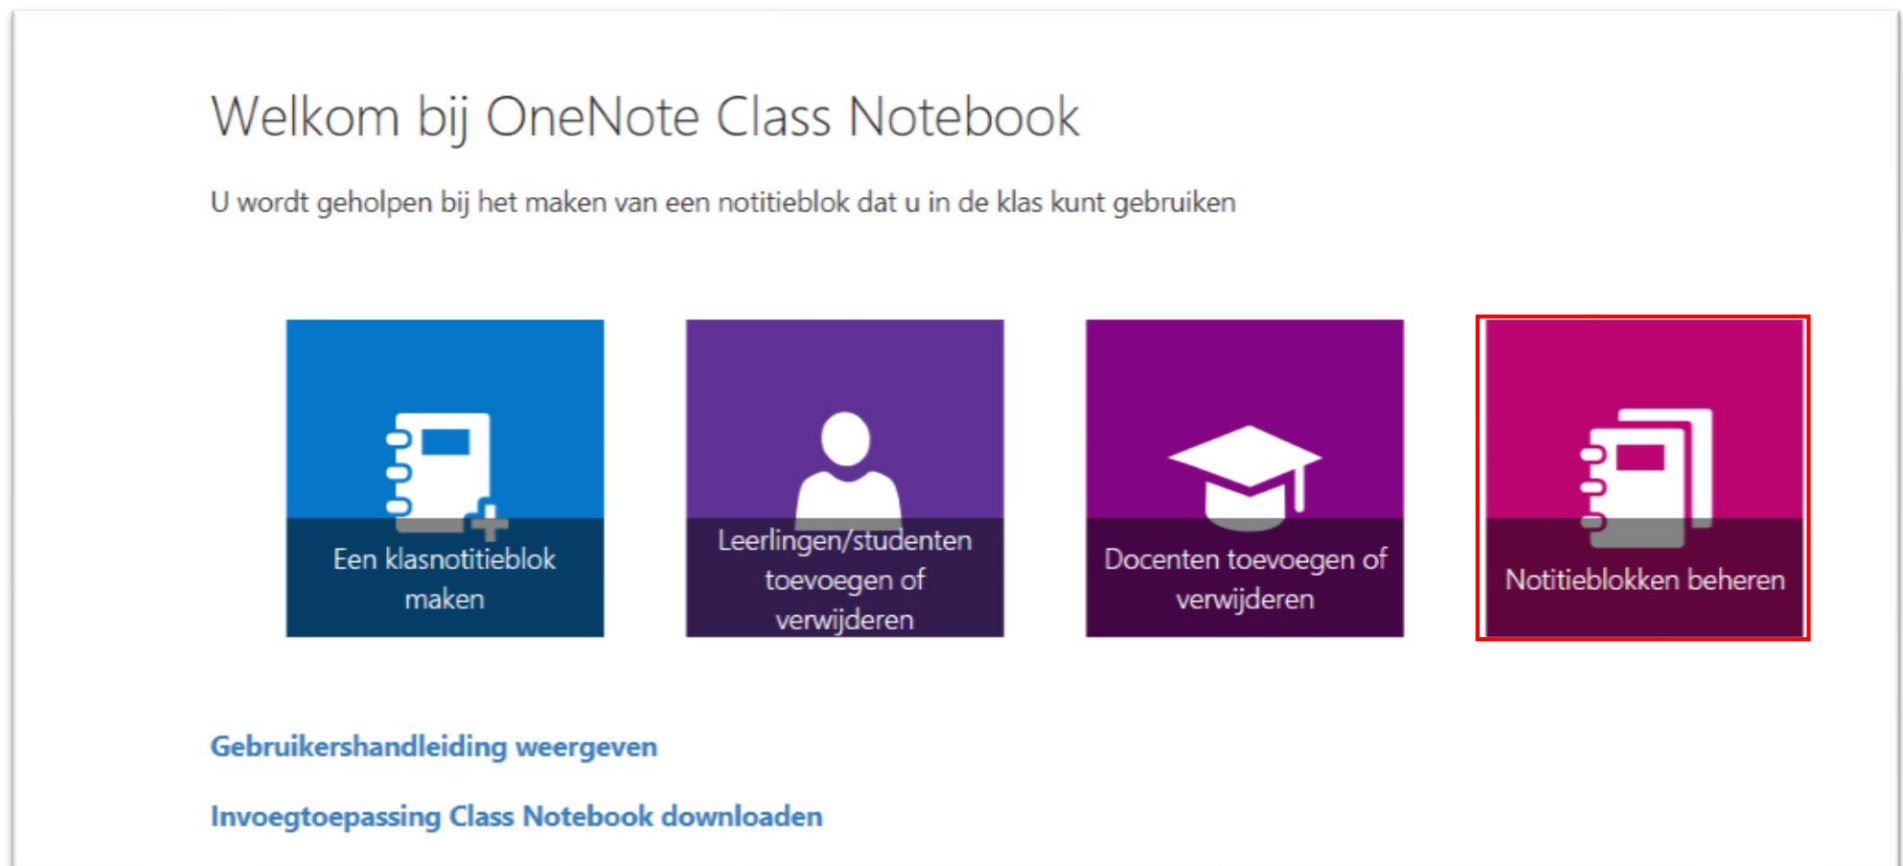 Welkom bij OneNote Class Notebook
U wordt geholpen bij het maken van een notitieblok dat u in de klas kunt gebruiken
Een klasnotitieblok
maken
Leerlingen/studenten
toevoegen of
verwijderen
Docenten toevoegen of
verwijderen
Notitieblokken beheren
Gebruikershandleiding weergeven
Invoegtoepassing Class Notebook downloaden